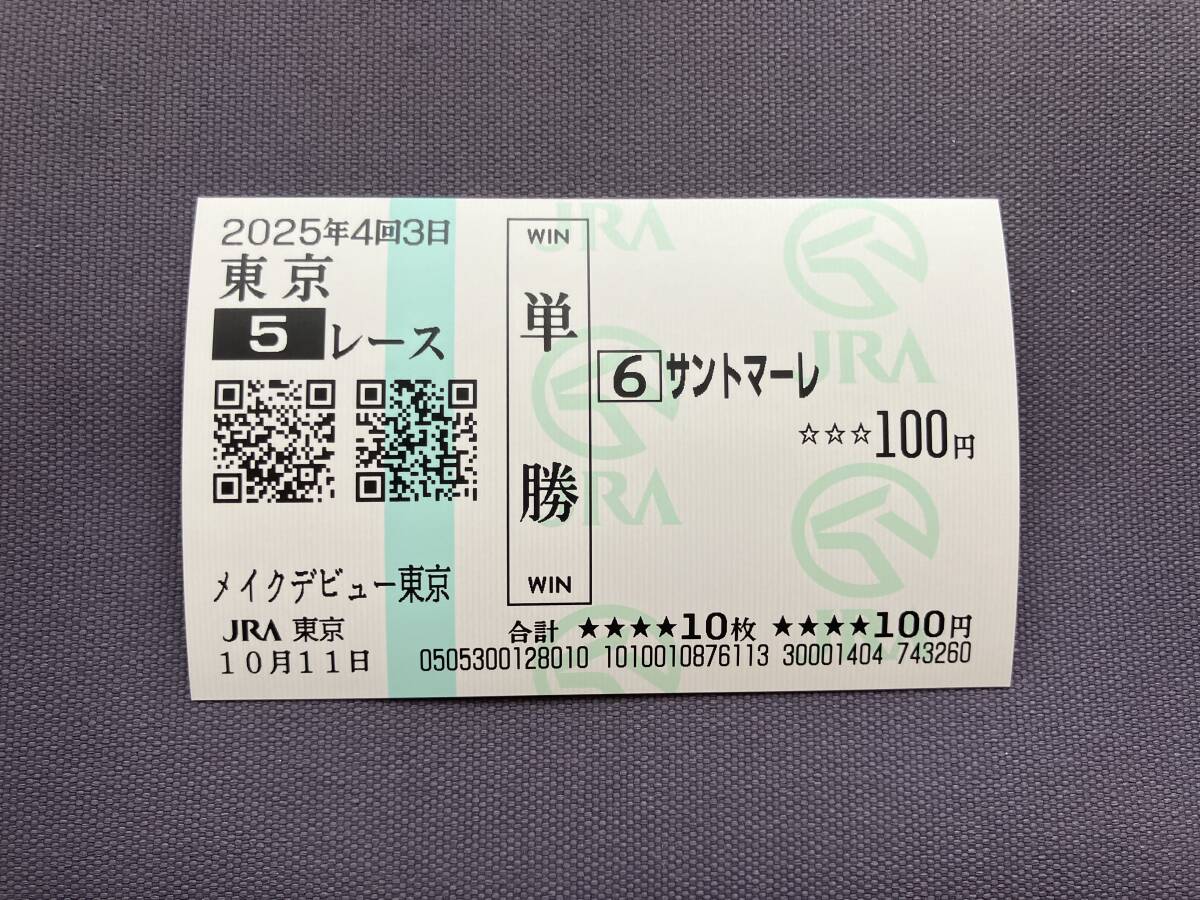 2025年4回3日
東京
5レース
メイクデビュー東京
JRA 東京
10月11日
WIN
単勝
WIN
6 サントマーレ
☆☆☆100円
合計 ★★★★10枚 ★★★★100円
0505300128010 1010010876113 30001404 743260
JRA
JRA
JRA